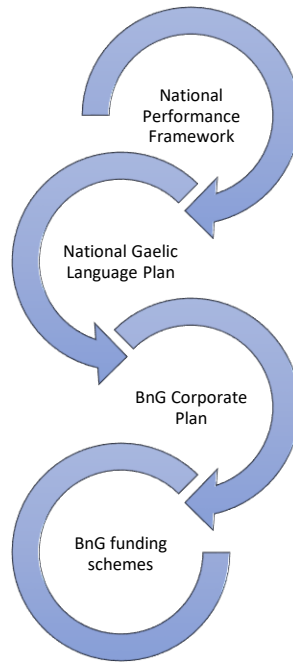 National
Performance
Framework
National Gaelic
Language Plan
BnG Corporate
Plan
BnG funding
schemes